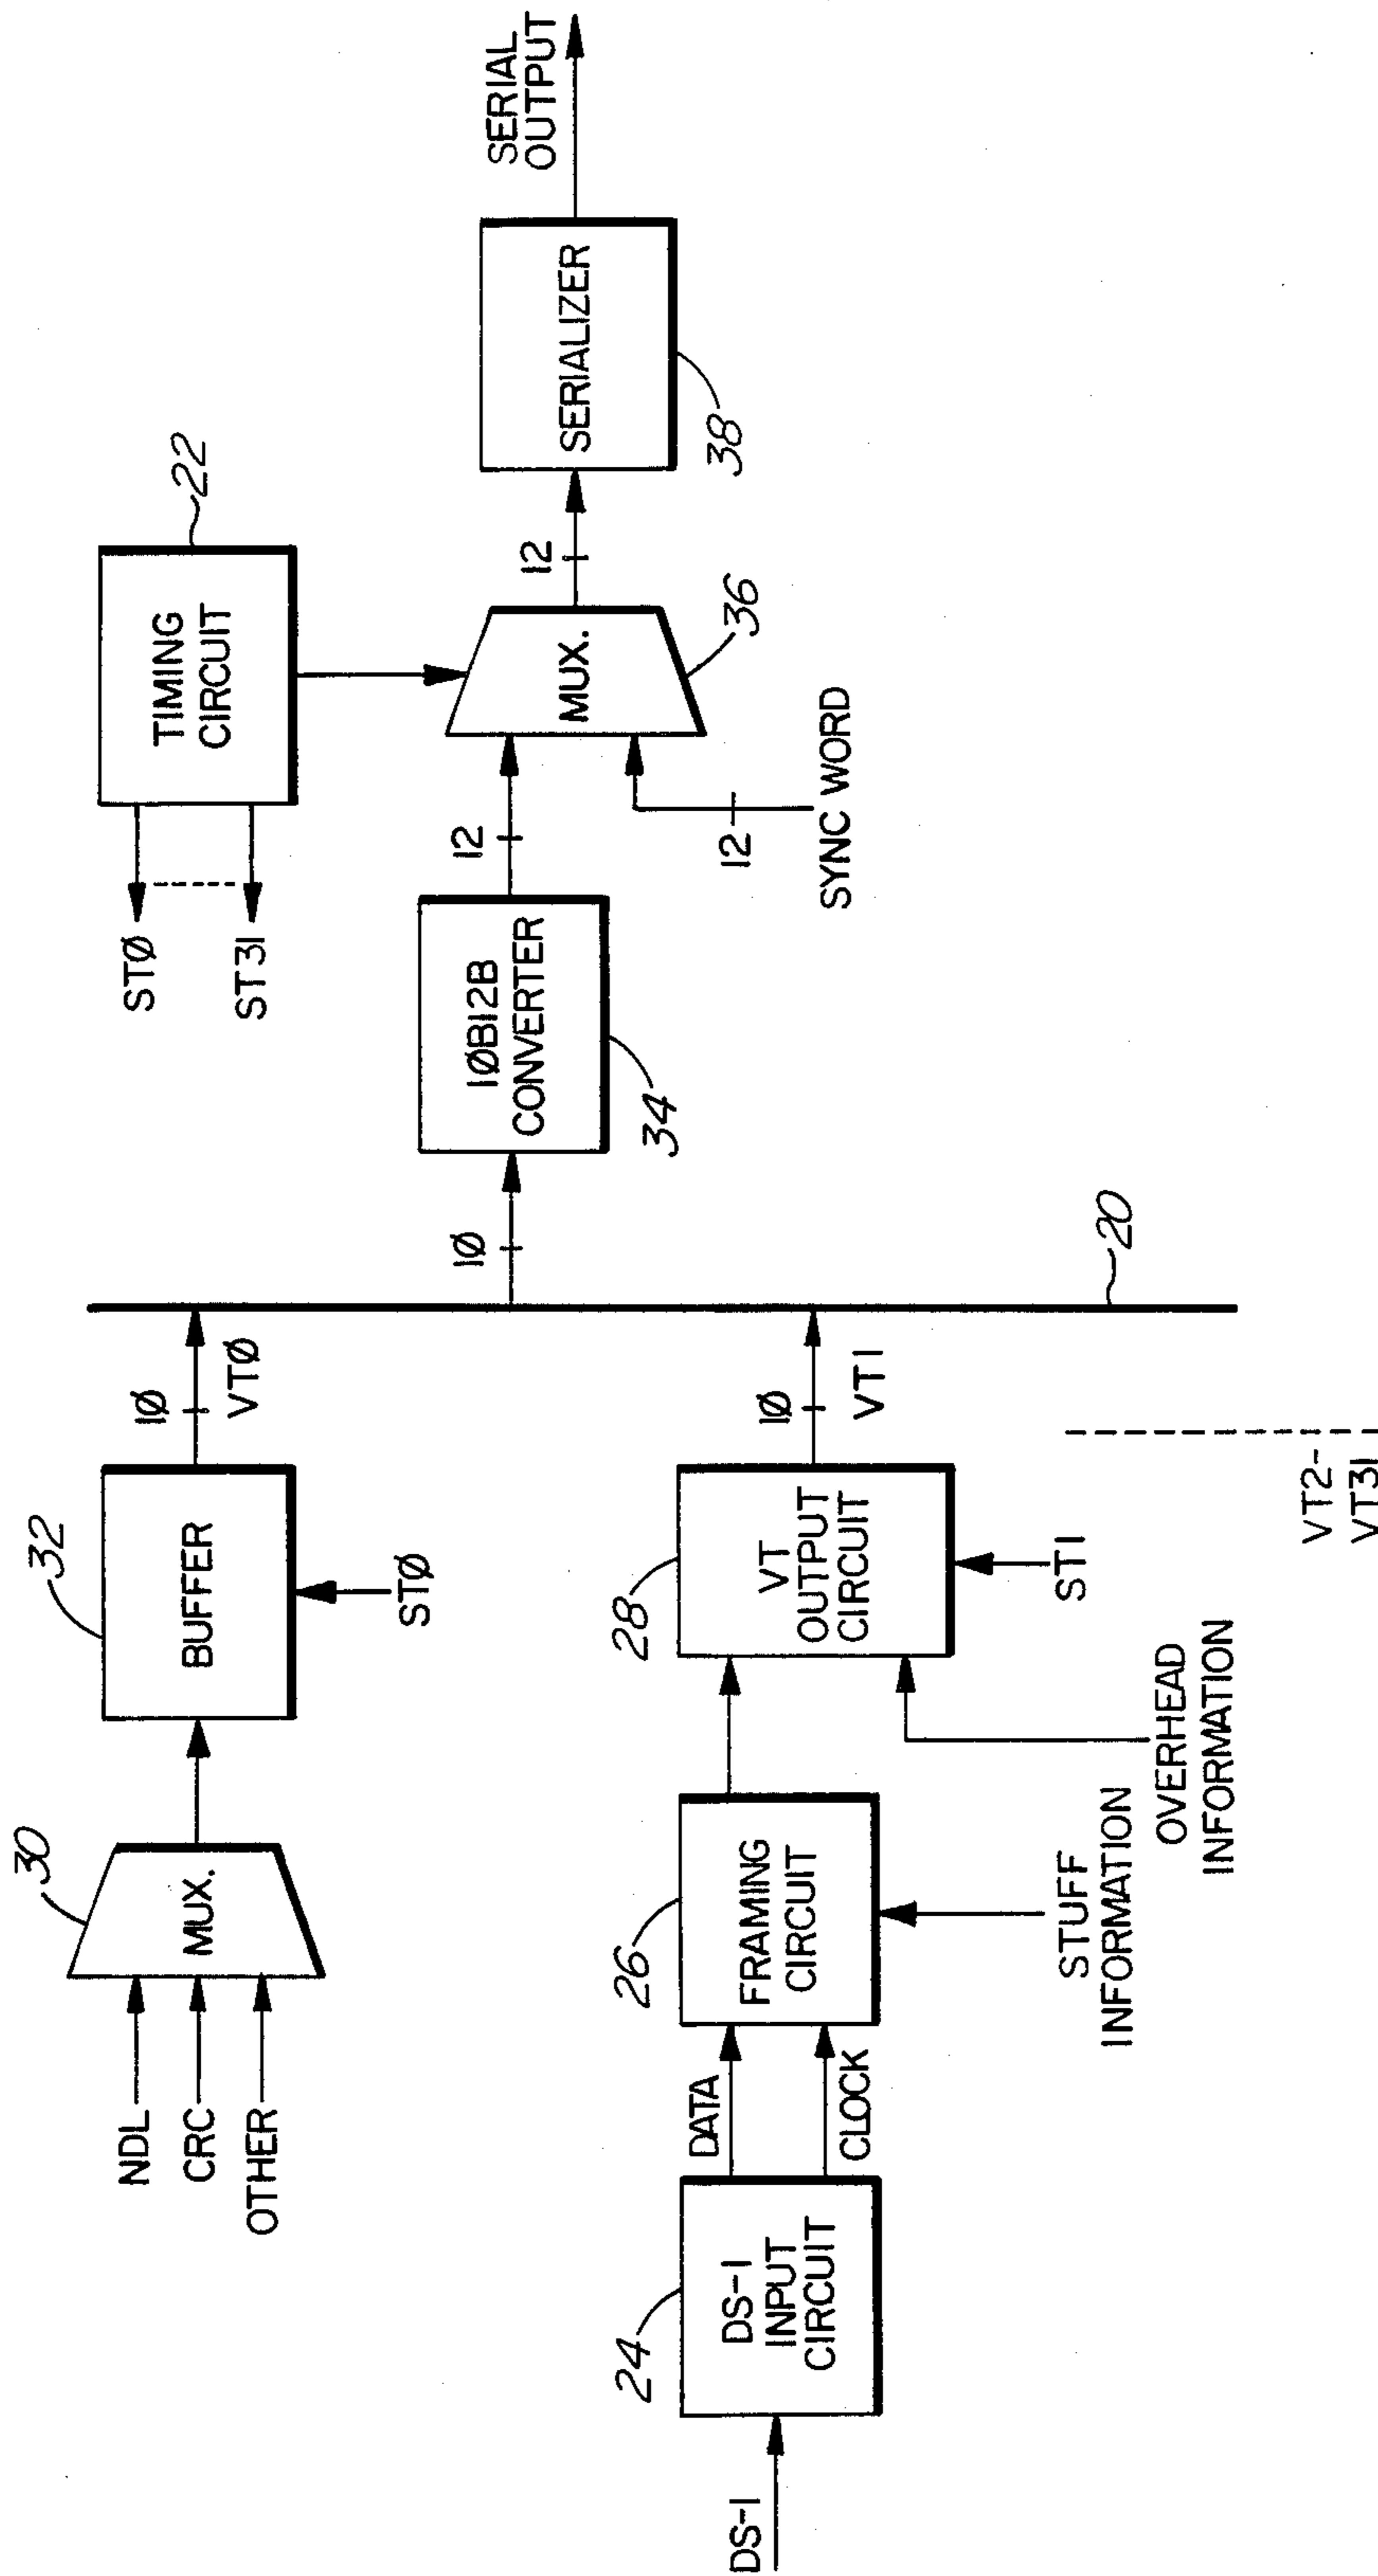 NDL
CRC
OTHER
30
MUX.
32
BUFFER
STØ
1Ø
VTØ
DS-1
24
DS-1
INPUT
CIRCUIT
DATA
CLOCK
26
FRAMING
CIRCUIT
STUFF
INFORMATION
28
VT
OUTPUT
CIRCUIT
OVERHEAD
INFORMATION
ST1
1Ø
VT1
VT2-
VT31
20
1Ø
1ØB12B
CONVERTER
34
12
STØ
ST31
TIMING
CIRCUIT
22
MUX.
36
12
SYNC WORD
12
SERIALIZER
38
SERIAL
OUTPUT